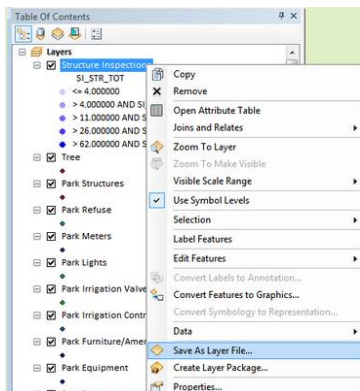 Table Of Contents
Layers
Structure Inspections
SI_STR_TOT
<= 4.000000
> 4.000000 AND SI_
> 11.000000 AND S
> 26.000000 AND S
> 62.000000 AND S
Tree
Park Structures
Park Refuse
Park Meters
Park Lights
Park Irrigation Valve
Park Irrigation Contr
Park Furniture/Amer
Park Equipment
Copy
Remove
Open Attribute Table
Joins and Relates
Zoom To Layer
Zoom To Make Visible
Visible Scale Range
Use Symbol Levels
Selection
Label Features
Edit Features
Convert Labels to Annotation...
Convert Features to Graphics...
Convert Symbology to Representation...
Data
Save As Layer File...
Create Layer Package...
Properties...